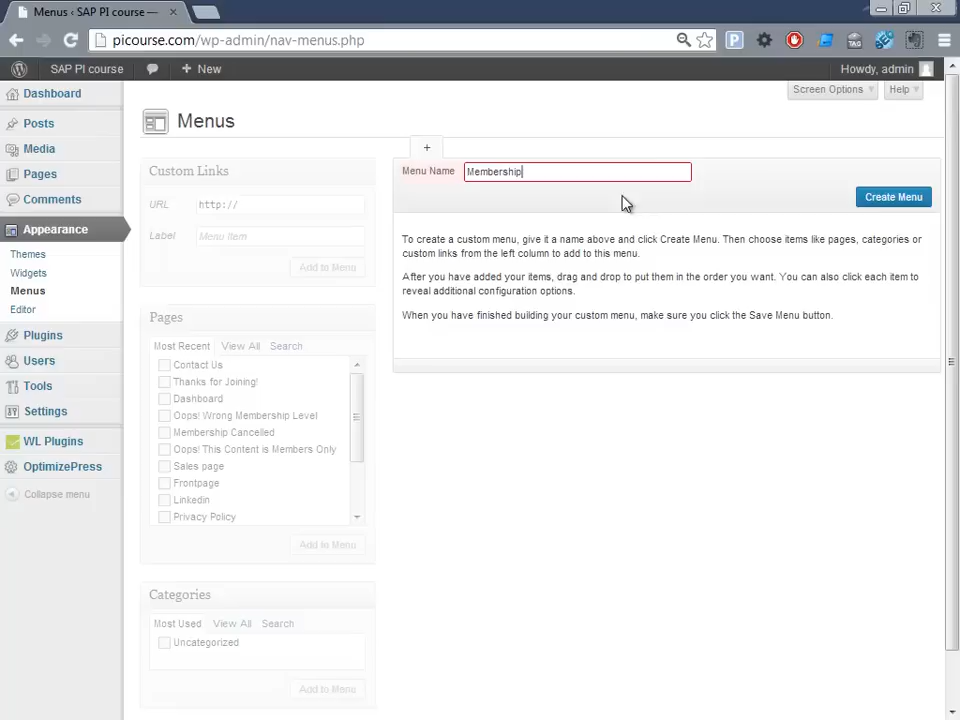 Menus ‹ SAP PI course —
picourse.com/wp-admin/nav-menus.php
SAP PI course
New
Howdy, admin
Dashboard
Posts
Media
Pages
Comments
Appearance
Themes
Widgets
Menus
Editor
Plugins
Users
Tools
Settings
WL Plugins
OptimizePress
Collapse menu
Screen Options
Help
Menus
Custom Links
URL
http://
Label
Menu Item
Add to Menu
Pages
Most Recent View All Search
Contact Us
Thanks for Joining!
Dashboard
Oops! Wrong Membership Level
Membership Cancelled
Oops! This Content is Members Only
Sales page
Frontpage
Linkedin
Privacy Policy
Add to Menu
Categories
Most Used View All Search
Uncategorized
Add to Menu
+
Menu Name Membership
Create Menu
To create a custom menu, give it a name above and click Create Menu. Then choose items like pages, categories or
custom links from the left column to add to this menu.
After you have added your items, drag and drop to put them in the order you want. You can also click each item to
reveal additional configuration options.
When you have finished building your custom menu, make sure you click the Save Menu button.